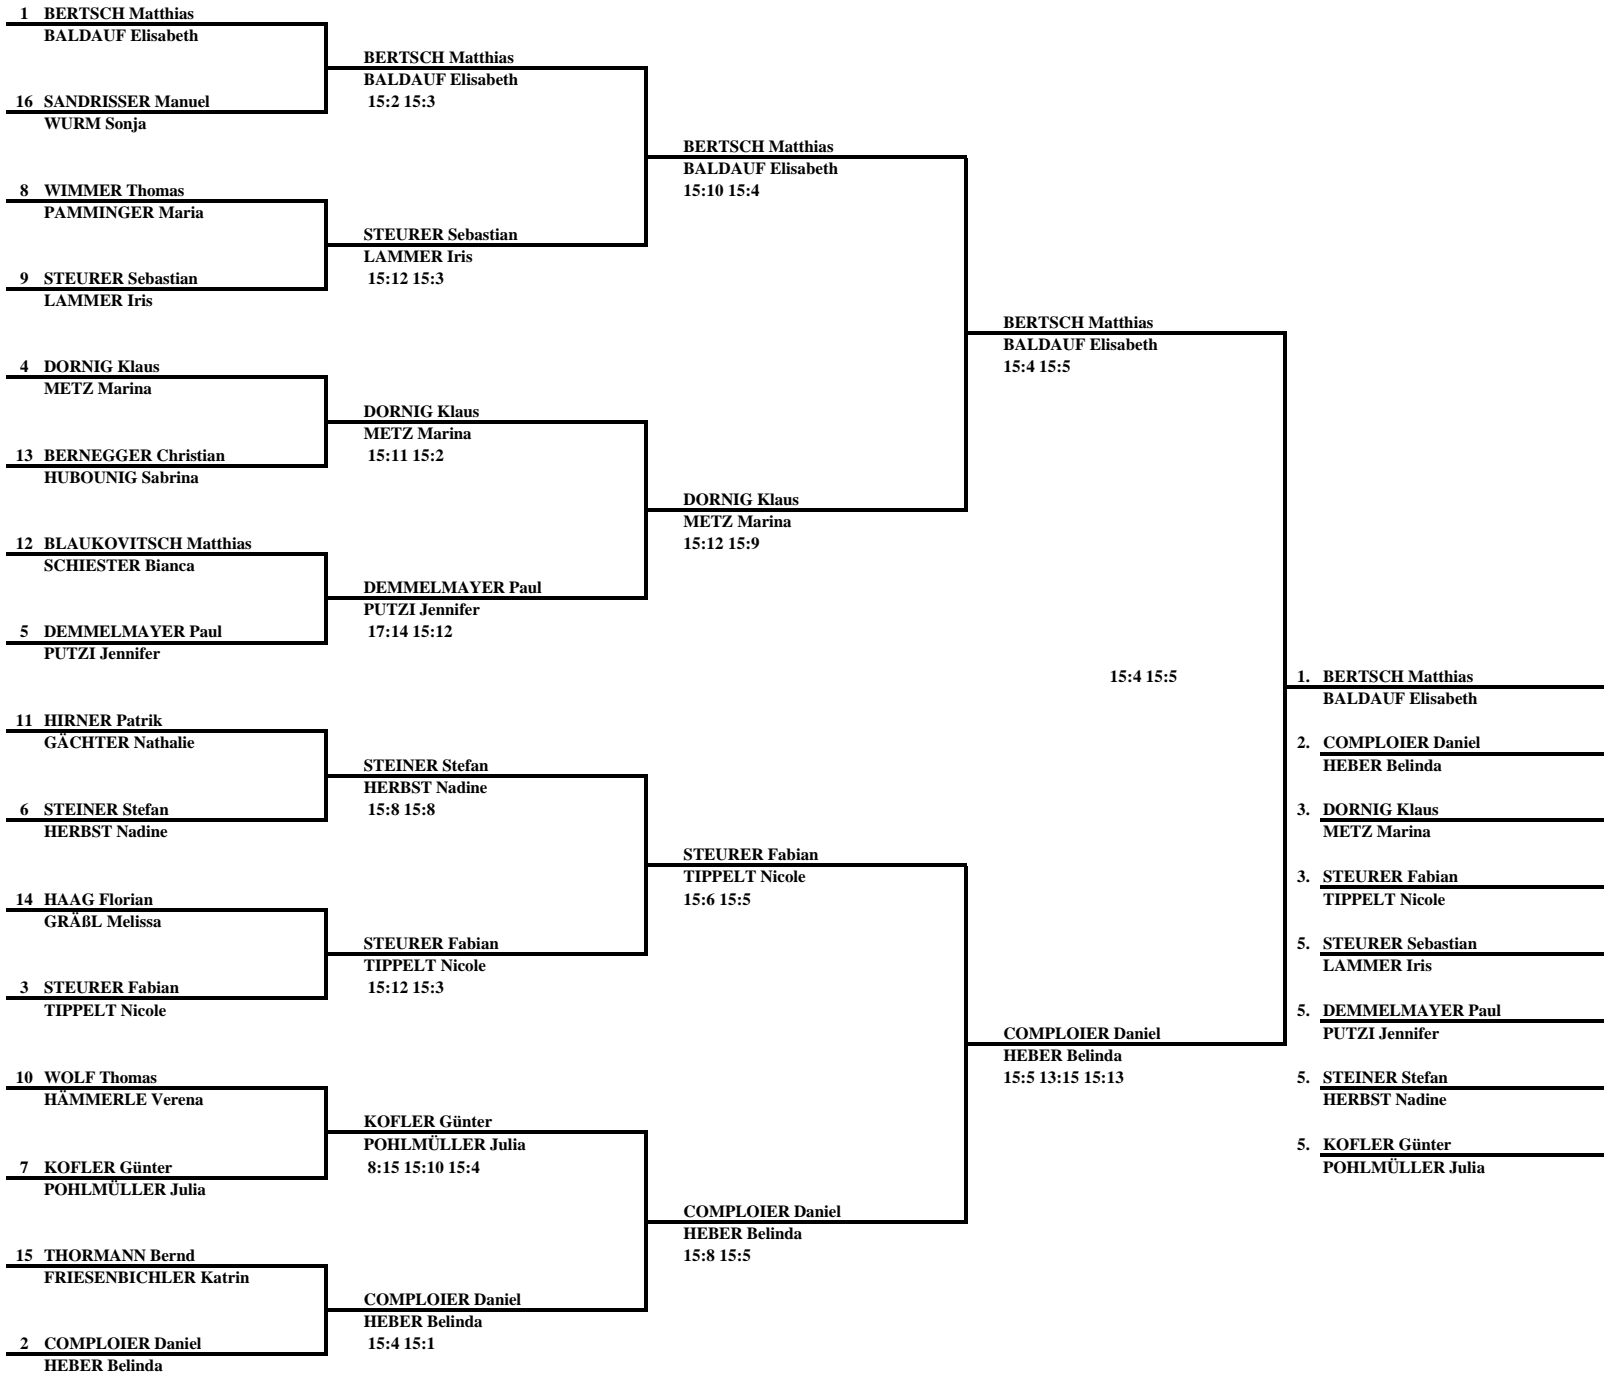 1 BERTSCH Matthias
BALDAUF Elisabeth
BERTSCH Matthias
BALDAUF Elisabeth
15:2 15:3
16 SANDRISSER Manuel
WURM Sonja
BERTSCH Matthias
BALDAUF Elisabeth
15:10 15:4
8 WIMMER Thomas
PAMMINGER Maria
STEURER Sebastian
LAMMER Iris
15:12 15:3
9 STEURER Sebastian
LAMMER Iris
BERTSCH Matthias
BALDAUF Elisabeth
15:4 15:5
4 DORNIG Klaus
METZ Marina
DORNIG Klaus
METZ Marina
15:11 15:2
13 BERNEGGER Christian
HUBOUNIG Sabrina
DORNIG Klaus
METZ Marina
15:12 15:9
12 BLAUKOVITSCH Matthias
SCHIESTER Bianca
DEMMELMAYER Paul
PUTZI Jennifer
17:14 15:12
5 DEMMELMAYER Paul
PUTZI Jennifer
15:4 15:5
1. BERTSCH Matthias
BALDAUF Elisabeth
11 HIRNER Patrik
GÄCHTER Nathalie
2. COMPLOIER Daniel
HEBER Belinda
STEINER Stefan
HERBST Nadine
15:8 15:8
6 STEINER Stefan
HERBST Nadine
3. DORNIG Klaus
METZ Marina
STEURER Fabian
TIPPELT Nicole
15:6 15:5
3. STEURER Fabian
TIPPELT Nicole
14 HAAG Florian
GRÄßL Melissa
STEURER Fabian
TIPPELT Nicole
15:12 15:3
5. STEURER Sebastian
LAMMER Iris
3 STEURER Fabian
TIPPELT Nicole
5. DEMMELMAYER Paul
PUTZI Jennifer
COMPLOIER Daniel
HEBER Belinda
15:5 13:15 15:13
10 WOLF Thomas
HÄMMERLE Verena
5. STEINER Stefan
HERBST Nadine
KOFLER Günter
POHLMÜLLER Julia
8:15 15:10 15:4
5. KOFLER Günter
POHLMÜLLER Julia
7 KOFLER Günter
POHLMÜLLER Julia
COMPLOIER Daniel
HEBER Belinda
15:8 15:5
15 THORMANN Bernd
FRIESENBICHLER Katrin
COMPLOIER Daniel
HEBER Belinda
15:4 15:1
2 COMPLOIER Daniel
HEBER Belinda